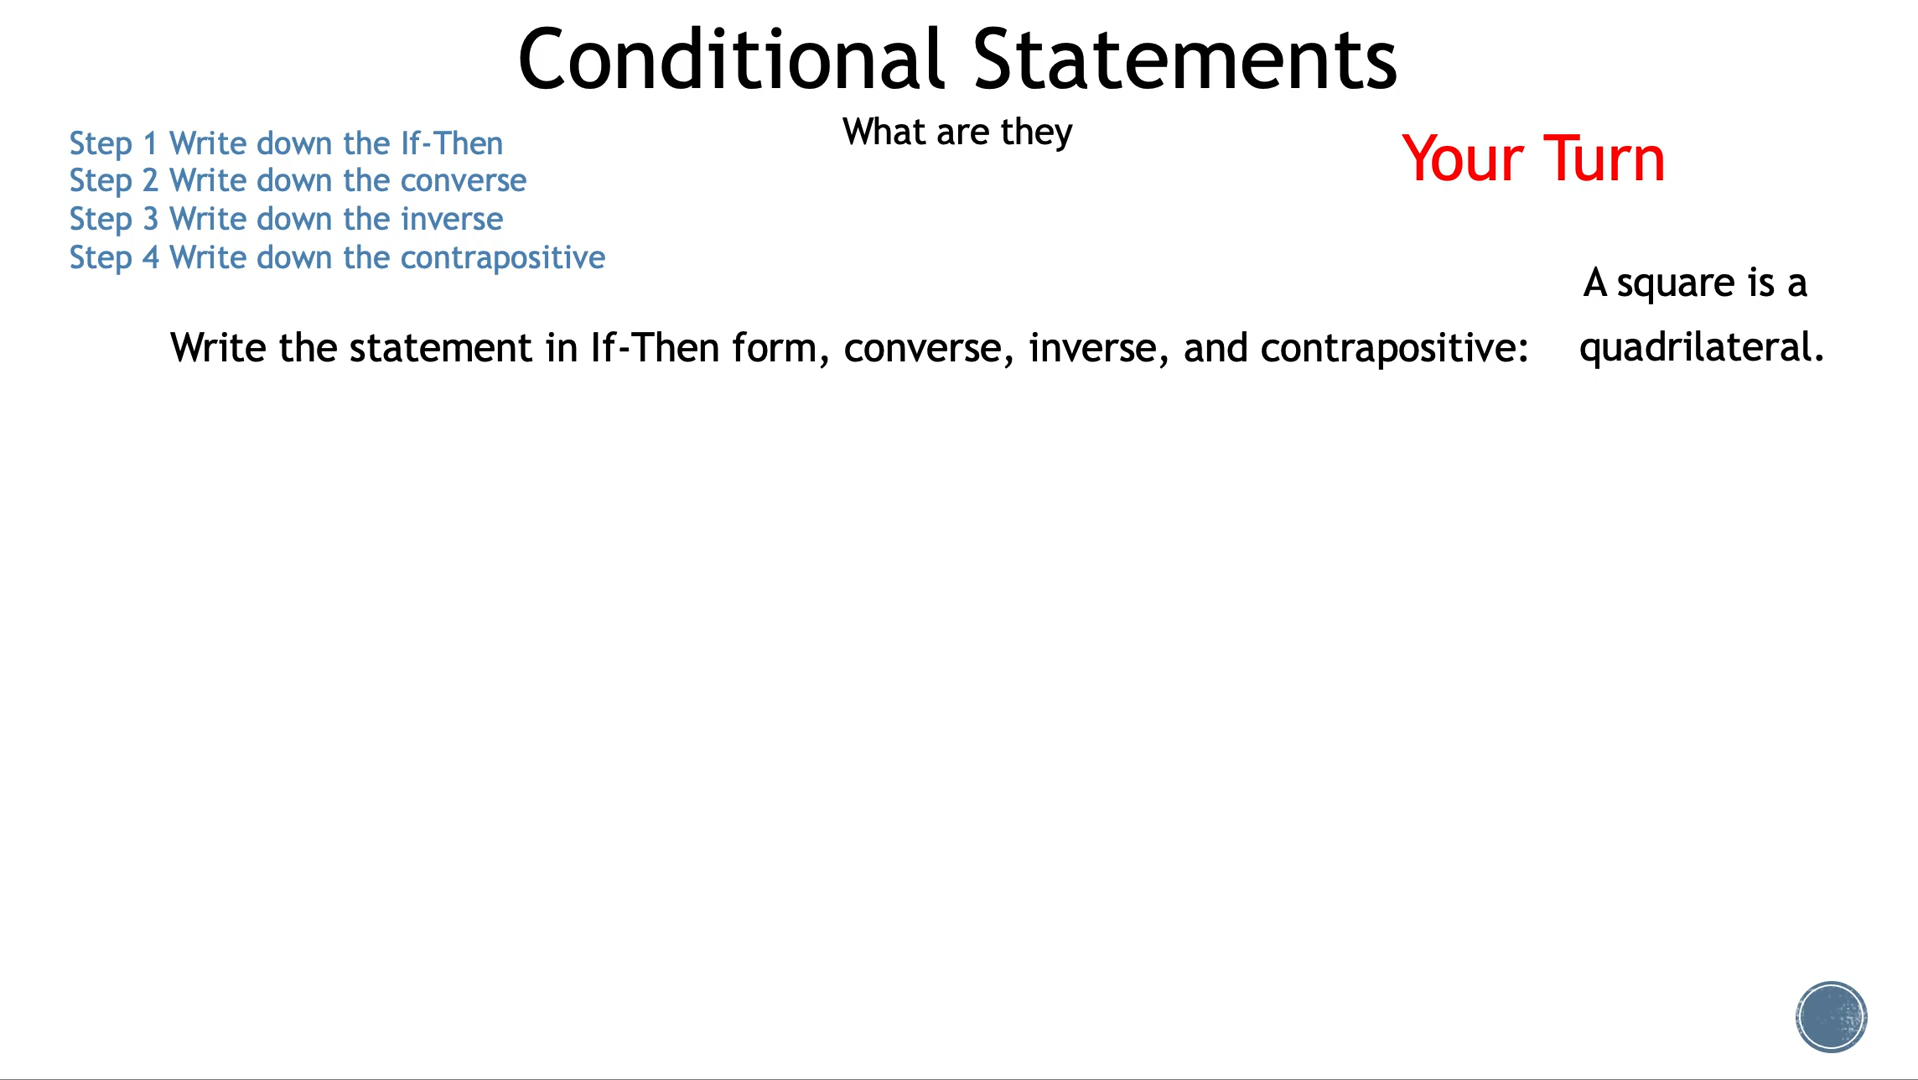 Conditional Statements
What are they
Step 1 Write down the If-Then
Step 2 Write down the converse
Step 3 Write down the inverse
Step 4 Write down the contrapositive
Your Turn
Write the statement in If-Then form, converse, inverse, and contrapositive:
A square is a
quadrilateral.